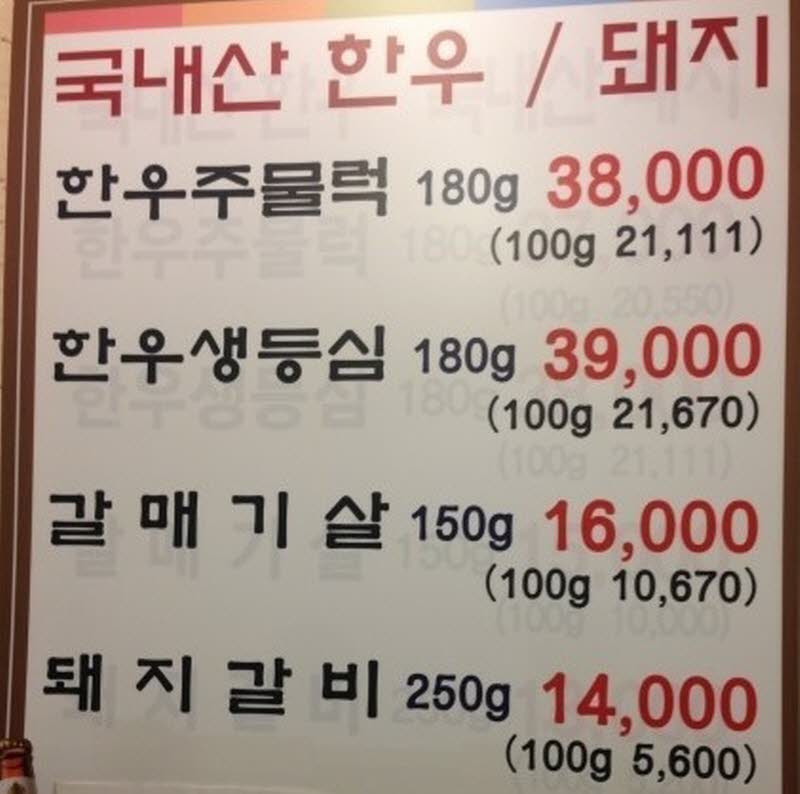 국내산 한우 / 돼지
한우주물럭 180g 38,000
(100g 21,111)
한우생등심 180g 39,000
(100g 21,670)
갈매기살 150g 16,000
(100g 10,670)
돼지갈비 250g 14,000
(100g 5,600)